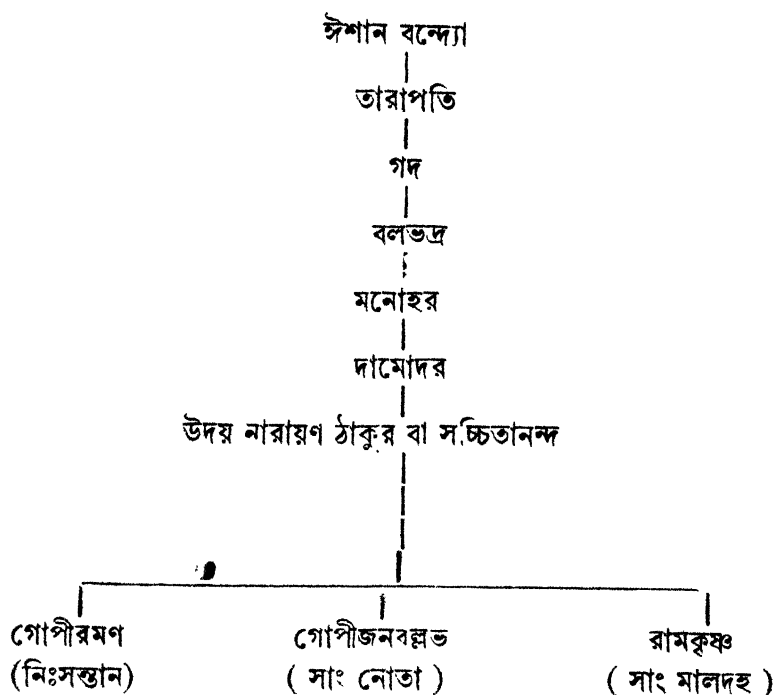 ঈশান বন্দ্যো
তারাপতি
গদ
বলভদ্র
মনোহর
দামোদর
উদয় নারায়ণ ঠাকুর বা সচ্চিতানন্দ
গোপীরমণ গোপীজনবল্লভ রামকৃষ্ণ
(নিঃসন্তান) ( সাং নোতা ) ( সাং মালদহ )